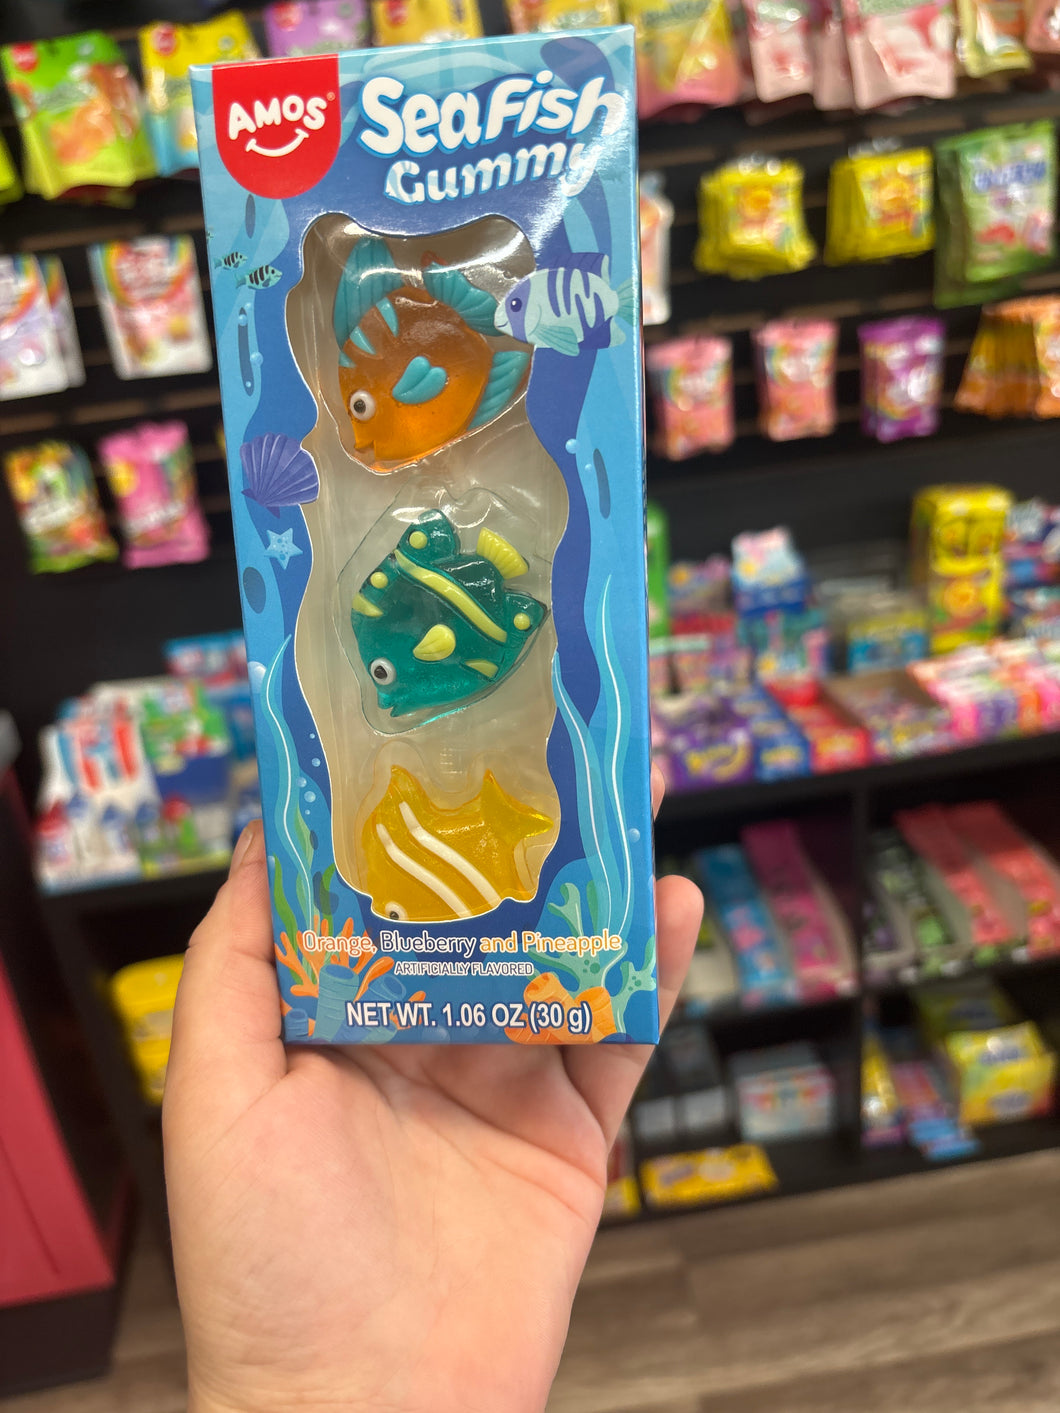 AMOS®
SeaFish
Gummy
Orange, Blueberry and Pineapple
ARTIFICIALLY FLAVORED
NET WT. 1.06 OZ (30 g)